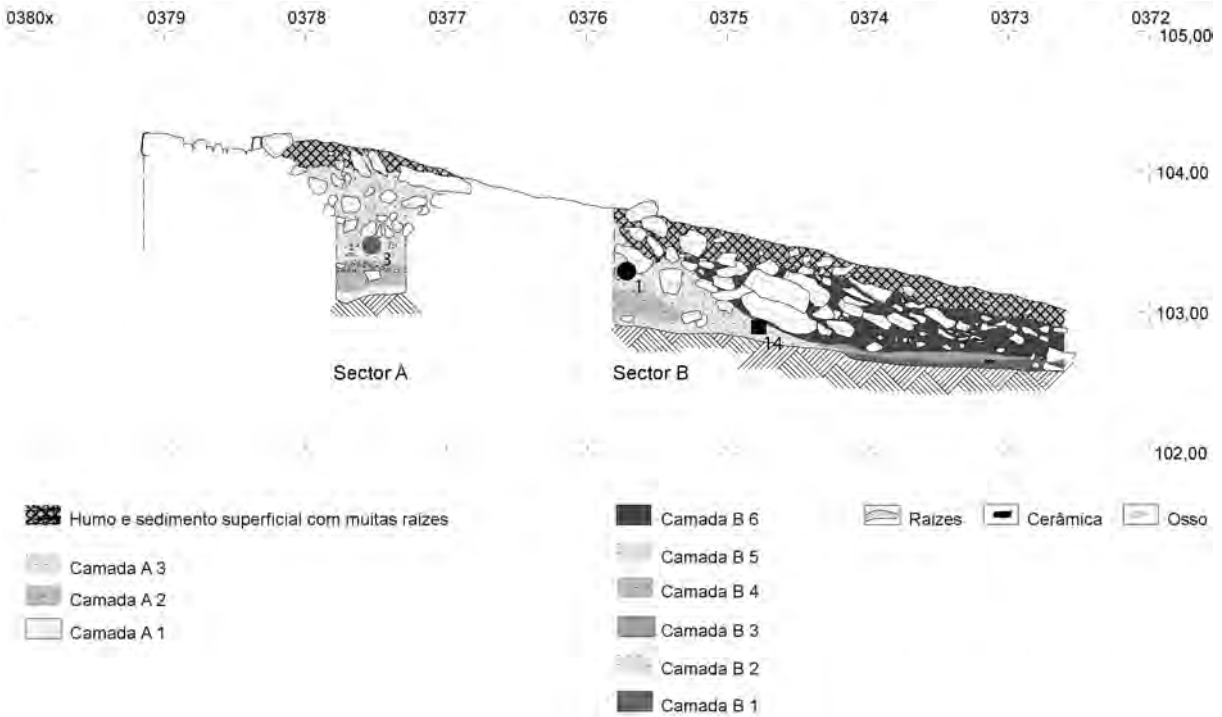 0380x 0379 0378 0377 0376 0375 0374 0373 0372
105,00
104,00
3
1
103,00
14
Sector A Sector B
102,00
Humo e sedimento superficial com muitas raízes
Camada A 3
Camada A 2
Camada A 1
Camada B 6
Camada B 5
Camada B 4
Camada B 3
Camada B 2
Camada B 1
Raízes Cerâmica Osso